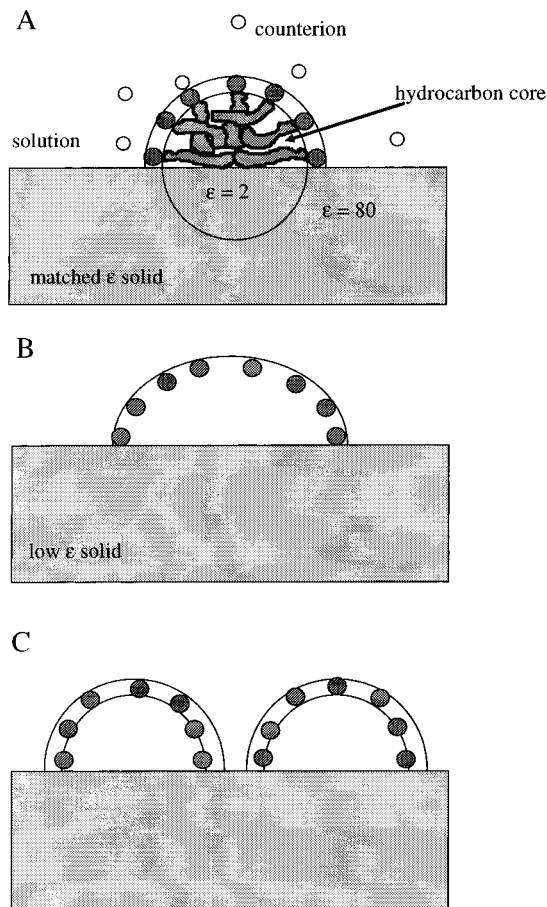 A
counterion
hydrocarbon core
solution
ε = 2
ε = 80
matched ε solid
B
low ε solid
C